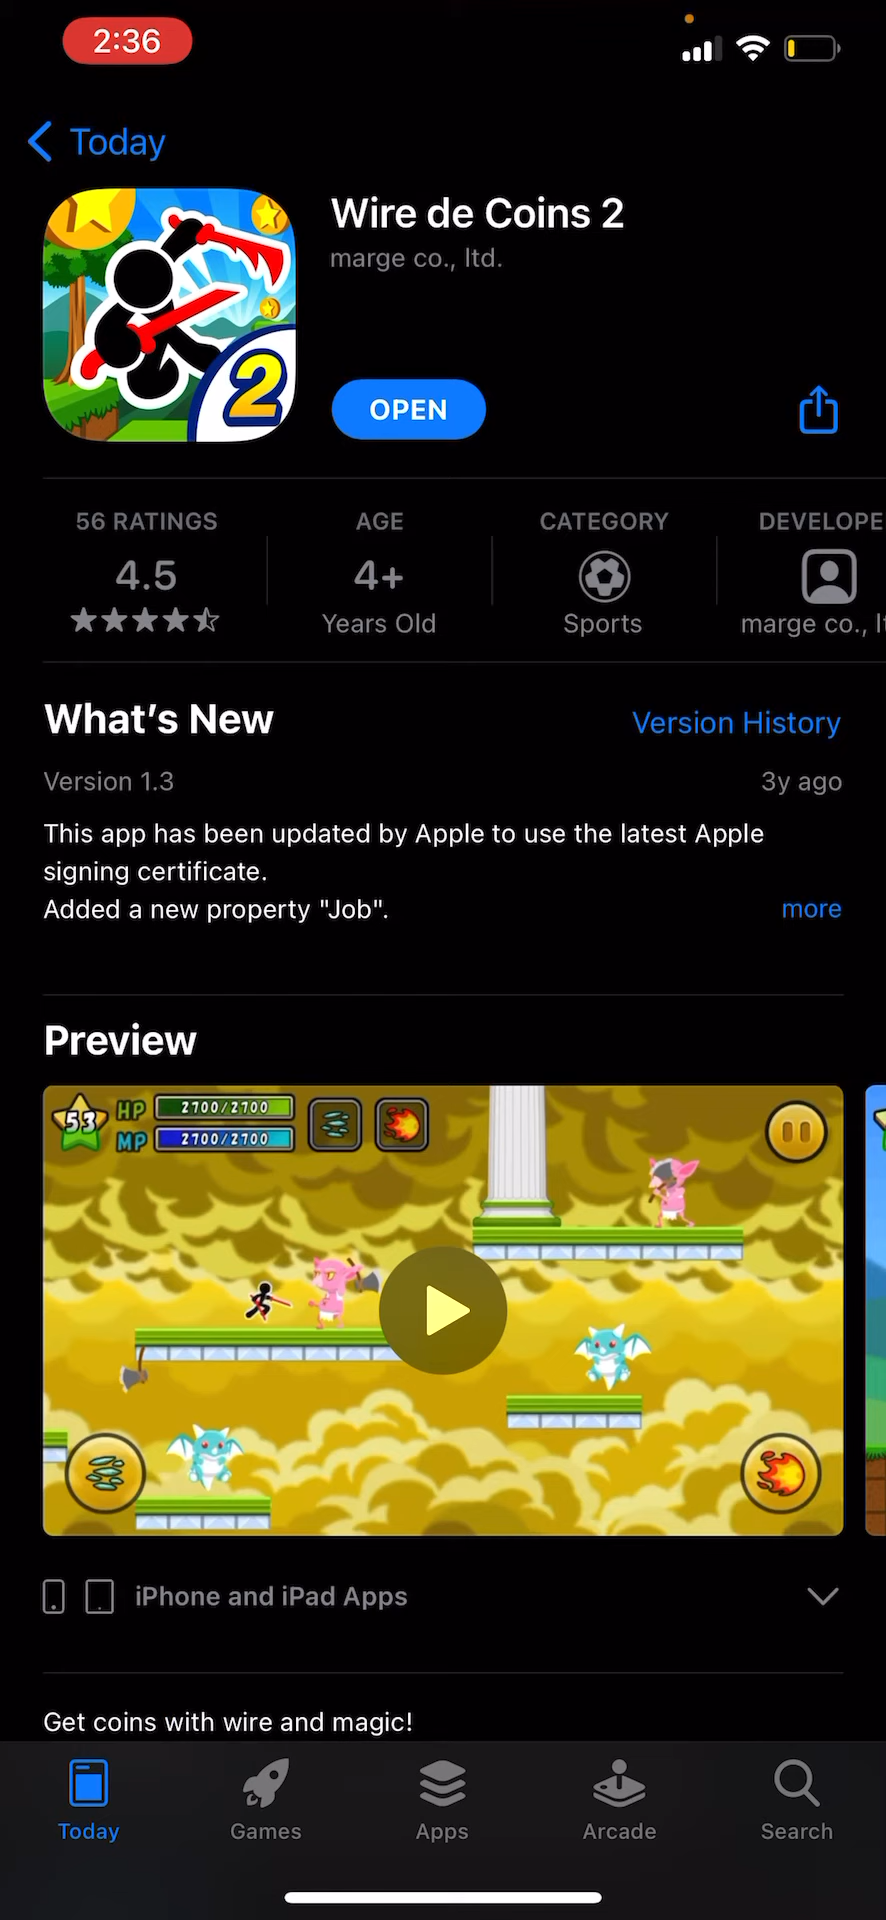 2:36
Today
Wire de Coins 2
marge co., ltd.
2
OPEN
56 RATINGS
4.5
AGE
4+
Years Old
CATEGORY
Sports
DEVELOPE
marge co., lt
What's New
Version History
Version 1.3
3y ago
This app has been updated by Apple to use the latest Apple
signing certificate.
Added a new property "Job".
more
Preview
53
HP
2700/2700
MP
2700/2700
iPhone and iPad Apps
Get coins with wire and magic!
Today
Games
Apps
Arcade
Search